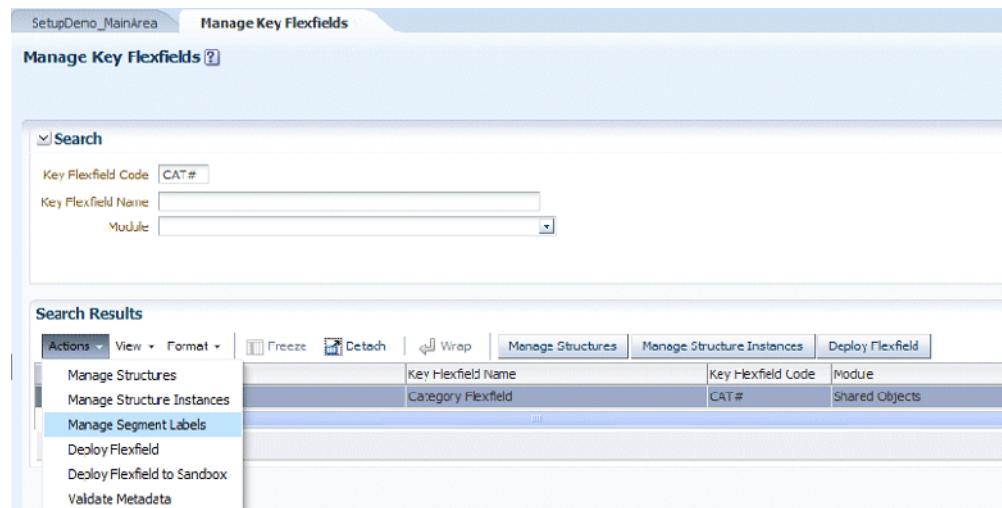 SetupDemo_MainArea Manage Key Flexfields
Manage Key Flexfields ?
Search
Key Flexfield Code CAT#
Key Flexfield Name
Module
Search Results
Actions View Format Freeze Detach Wrap Manage Structures Manage Structure Instances Deploy Flexfield
Key Flexfield Name Key Flexfield Code Module
Category Flexfield CAT# Shared Objects
Manage Structures
Manage Structure Instances
Manage Segment Labels
Deploy Flexfield
Deploy Flexfield to Sandbox
Validate Metadata